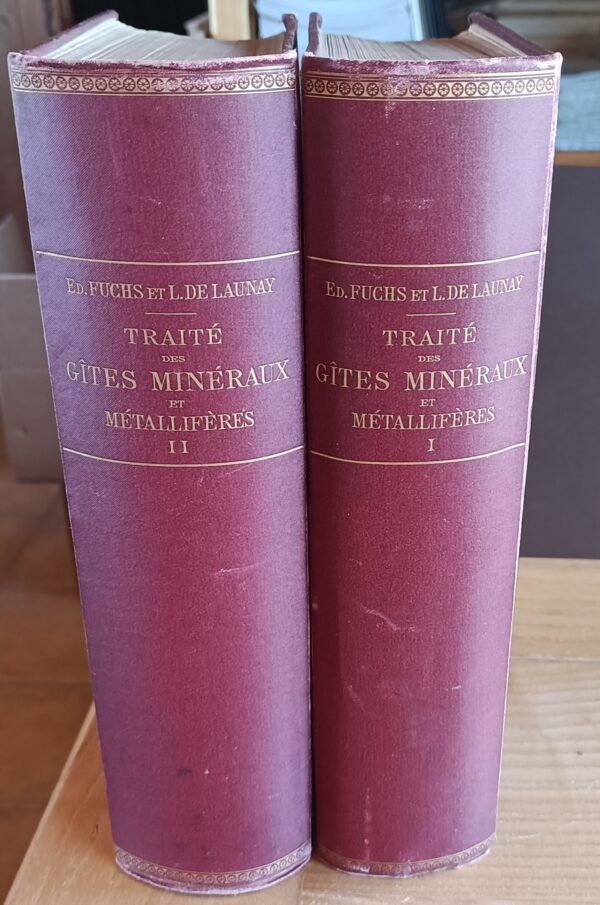 ED. FUCHS ET L. DE LAUNAY
TRAITÉ
DES
GÎTES MINÉRAUX
ET
MÉTALLIFÈRES
II
ED. FUCHS ET L. DE LAUNAY
TRAITÉ
DES
GÎTES MINÉRAUX
ET
MÉTALLIFÈRES
I